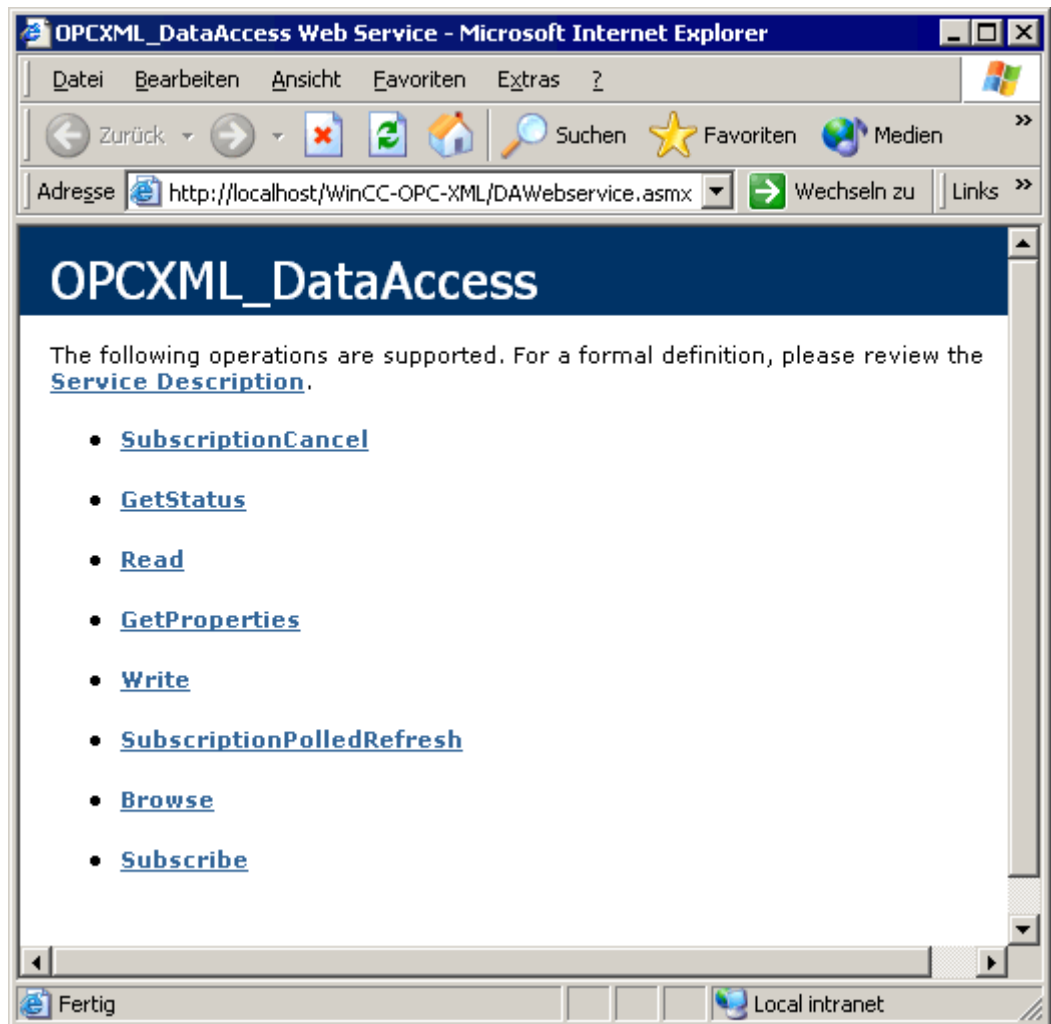 OPCXML_DataAccess Web Service - Microsoft Internet Explorer
Datei Bearbeiten Ansicht Favoriten Extras ?
Zurück Suchen Favoriten Medien »
Adresse http://localhost/WinCC-OPC-XML/DAWebservice.asmx Wechseln zu Links »
OPCXML_DataAccess
The following operations are supported. For a formal definition, please review the
Service Description.
• SubscriptionCancel
• GetStatus
• Read
• GetProperties
• Write
• SubscriptionPolledRefresh
• Browse
• Subscribe
Fertig Local intranet